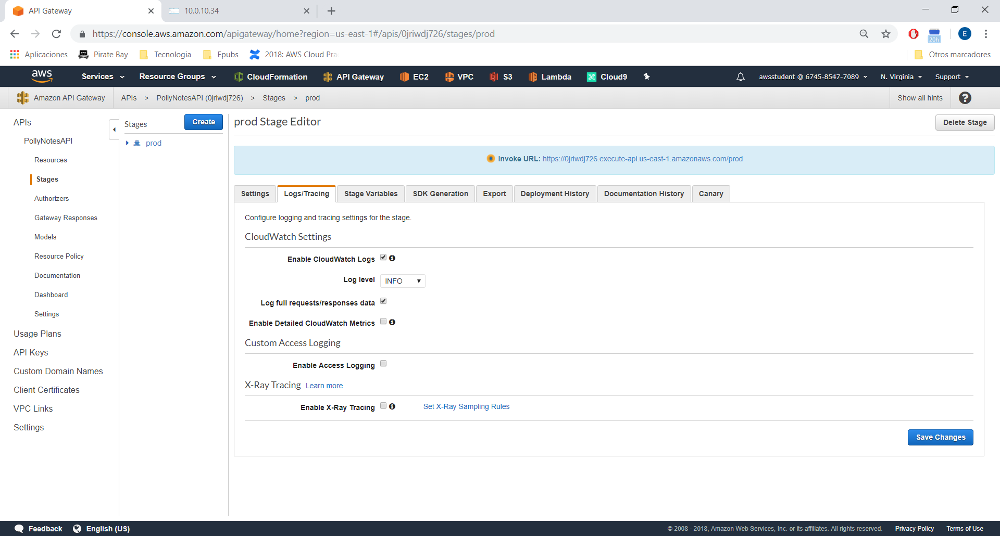 API Gateway
10.0.10.34
https://console.aws.amazon.com/apigateway/home?region=us-east-1#/apis/0jriwdj726/stages/prod
20h
E
Aplicaciones
Pirate Bay
Tecnologia
Epubs
2018: AWS Cloud Pra
Otros marcadores
aws
Services
Resource Groups
CloudFormation
API Gateway
EC2
VPC
S3
Lambda
Cloud9
awsstudent @ 6745-8547-7089
N. Virginia
Support
Amazon API Gateway
APIs > PollyNotesAPI (0jriwdj726) > Stages > prod
Show all hints
?
APIs
PollyNotesAPI
Resources
Stages
Authorizers
Gateway Responses
Models
Resource Policy
Documentation
Dashboard
Settings
Usage Plans
API Keys
Custom Domain Names
Client Certificates
VPC Links
Settings
Stages
Create
prod
prod Stage Editor
Delete Stage
Invoke URL: https://0jriwdj726.execute-api.us-east-1.amazonaws.com/prod
Settings
Logs/Tracing
Stage Variables
SDK Generation
Export
Deployment History
Documentation History
Canary
Configure logging and tracing settings for the stage.
CloudWatch Settings
Enable CloudWatch Logs
Log level
INFO
Log full requests/responses data
Enable Detailed CloudWatch Metrics
Custom Access Logging
Enable Access Logging
X-Ray Tracing Learn more
Enable X-Ray Tracing
Set X-Ray Sampling Rules
Save Changes
Feedback
English (US)
© 2008 - 2018, Amazon Web Services, Inc. or its affiliates. All rights reserved.
Privacy Policy
Terms of Use